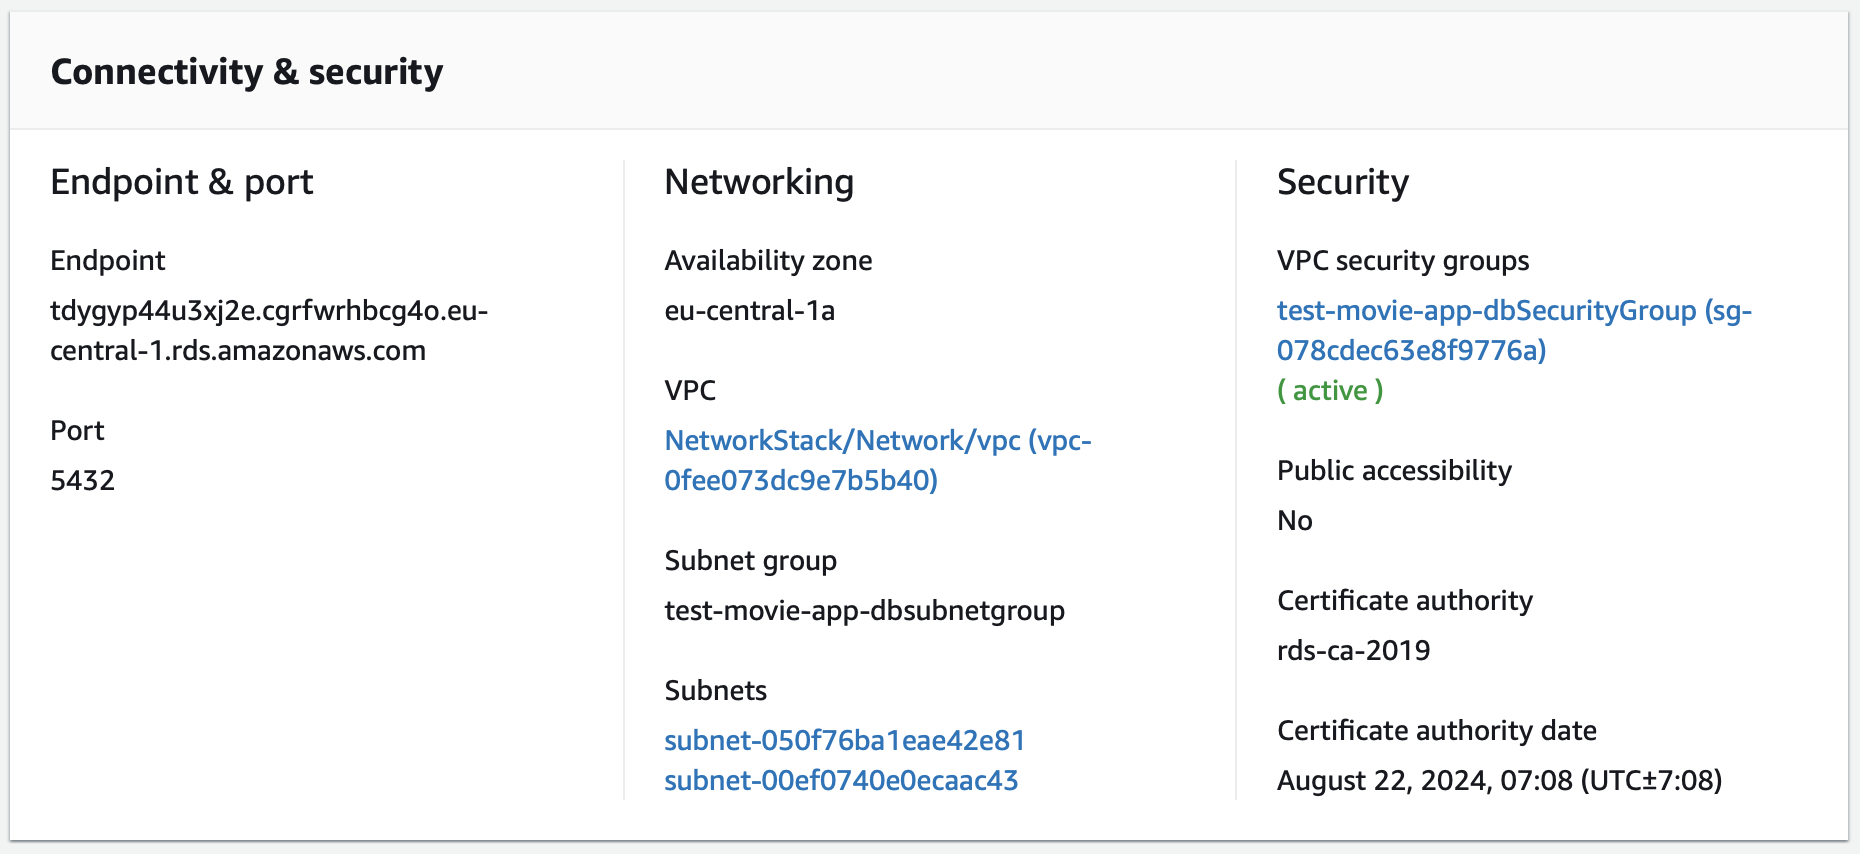 Connectivity & security
Endpoint & port
Endpoint
tdygyp44u3xj2e.cgrfwrhbcg4o.eu-
central-1.rds.amazonaws.com
Port
5432
Networking
Availability zone
eu-central-1a
VPC
NetworkStack/Network/vpc (vpc-
0fee073dc9e7b5b40)
Subnet group
test-movie-app-dbsubnetgroup
Subnets
subnet-050f76ba1eae42e81
subnet-00ef0740e0ecaac43
Security
VPC security groups
test-movie-app-dbSecurityGroup (sg-
078cdec63e8f9776a)
( active )
Public accessibility
No
Certificate authority
rds-ca-2019
Certificate authority date
August 22, 2024, 07:08 (UTC±7:08)